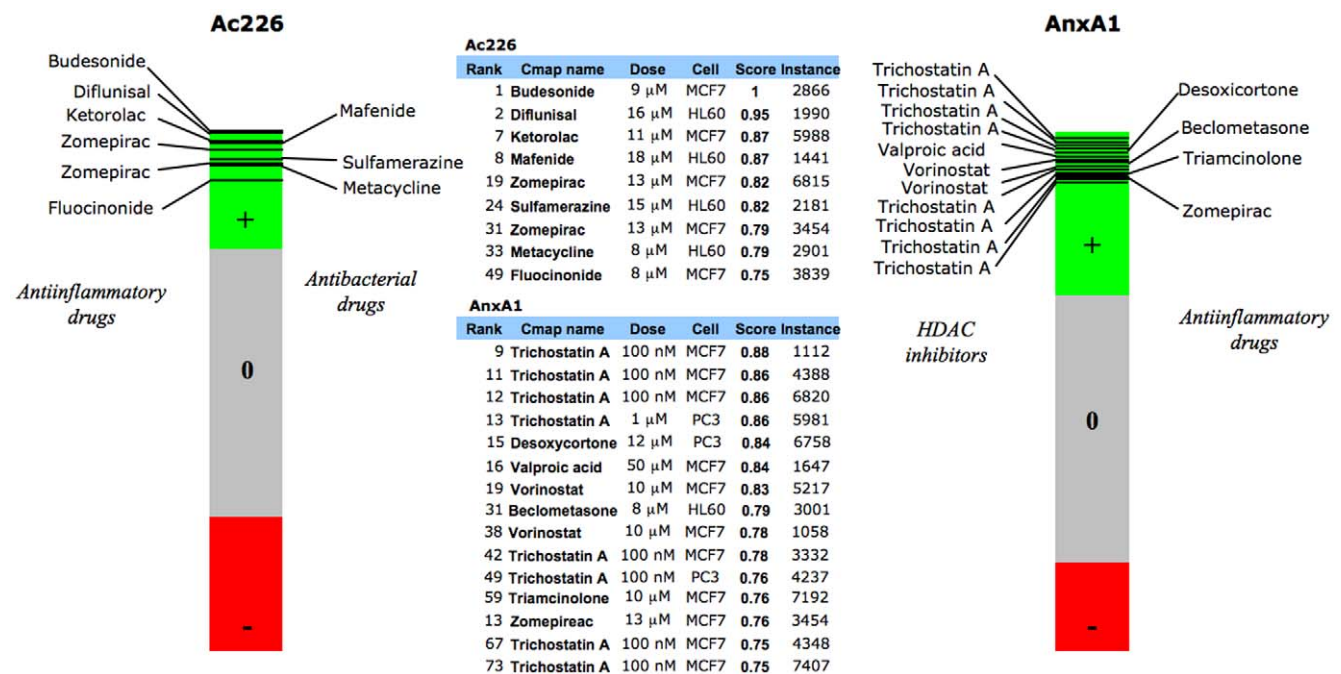 Ac226
Budesonide
Diflunisal
Ketorolac
Zomepirac
Zomepirac
Fluocinonide
Mafenide
Sulfamerazine
Metacycline
+
0
-
Antiinflammatory
drugs
Antibacterial
drugs
Ac226
Rank Cmap name Dose Cell Score Instance
1 Budesonide 9 μM MCF7 1 2866
2 Diflunisal 16 μM HL60 0.95 1990
7 Ketorolac 11 μM MCF7 0.87 5988
8 Mafenide 18 μM HL60 0.87 1441
19 Zomepirac 13 μM MCF7 0.82 6815
24 Sulfamerazine 15 μM HL60 0.82 2181
31 Zomepirac 13 μM MCF7 0.79 3454
33 Metacycline 8 μM HL60 0.79 2901
49 Fluocinonide 8 μM MCF7 0.75 3839
AnxA1
Rank Cmap name Dose Cell Score Instance
9 Trichostatin A 100 nM MCF7 0.88 1112
11 Trichostatin A 100 nM MCF7 0.86 4388
12 Trichostatin A 100 nM MCF7 0.86 6820
13 Trichostatin A 1 μM PC3 0.86 5981
15 Desoxycortone 12 μM PC3 0.84 6758
16 Valproic acid 50 μM MCF7 0.84 1647
19 Vorinostat 10 μM MCF7 0.83 5217
31 Beclometasone 8 μM HL60 0.79 3001
38 Vorinostat 10 μM MCF7 0.78 1058
42 Trichostatin A 100 nM MCF7 0.78 3332
49 Trichostatin A 100 nM PC3 0.76 4237
59 Triamcinolone 10 μM MCF7 0.76 7192
13 Zomepireac 13 μM MCF7 0.76 3454
67 Trichostatin A 100 nM MCF7 0.75 4348
73 Trichostatin A 100 nM MCF7 0.75 7407
AnxA1
Trichostatin A
Trichostatin A
Trichostatin A
Trichostatin A
Valproic acid
Vorinostat
Vorinostat
Trichostatin A
Trichostatin A
Trichostatin A
Trichostatin A
Desoxicortone
Beclometasone
Triamcinolone
Zomepirac
+
0
-
HDAC
inhibitors
Antiinflammatory
drugs